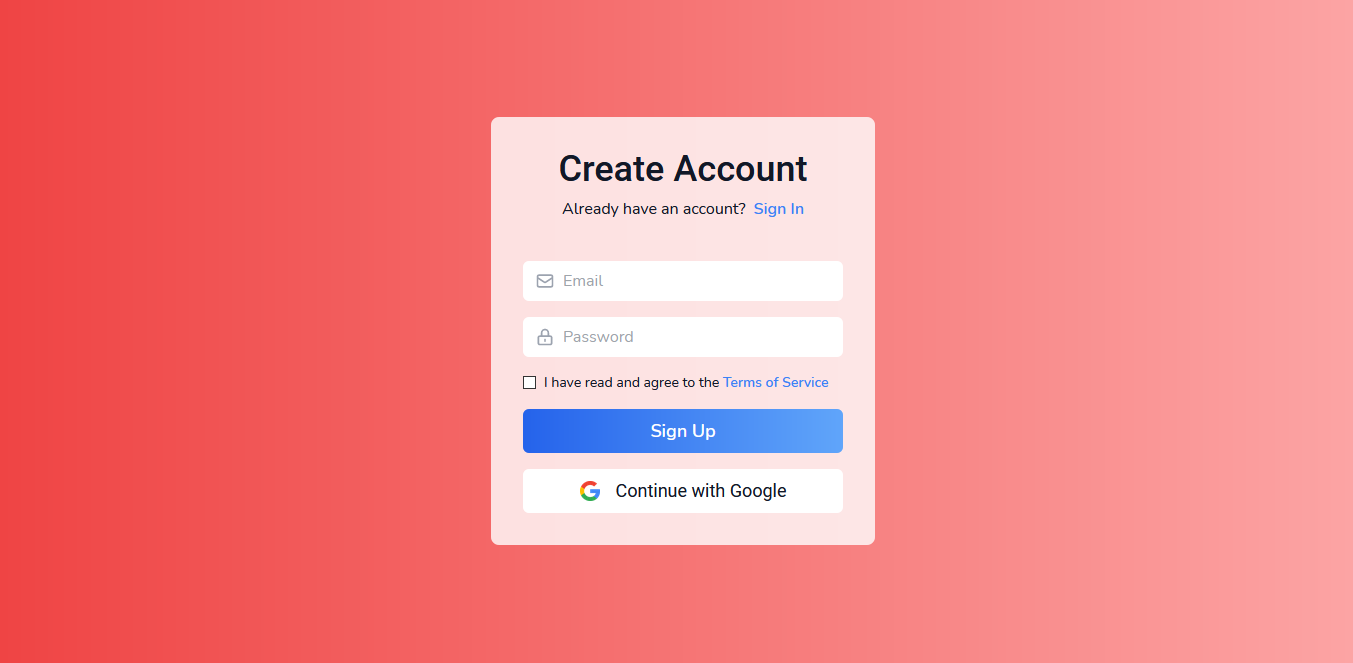 Create Account
Already have an account? Sign In
Email
Password
I have read and agree to the Terms of Service
Sign Up
Continue with Google